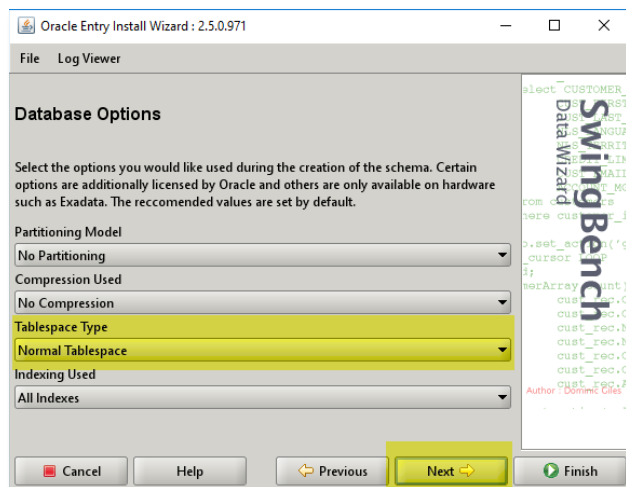 Oracle Entry Install Wizard : 2.5.0.971
File Log Viewer
Database Options
Select the options you would like used during the creation of the schema. Certain
options are additionally licensed by Oracle and others are only available on hardware
such as Exadata. The reccomended values are set by default.
Partitioning Model
No Partitioning
Compression Used
No Compression
Tablespace Type
Normal Tablespace
Indexing Used
All Indexes
SwingBench
Data Wizard
Author : Dominic Giles
Cancel
Help
Previous
Next
Finish